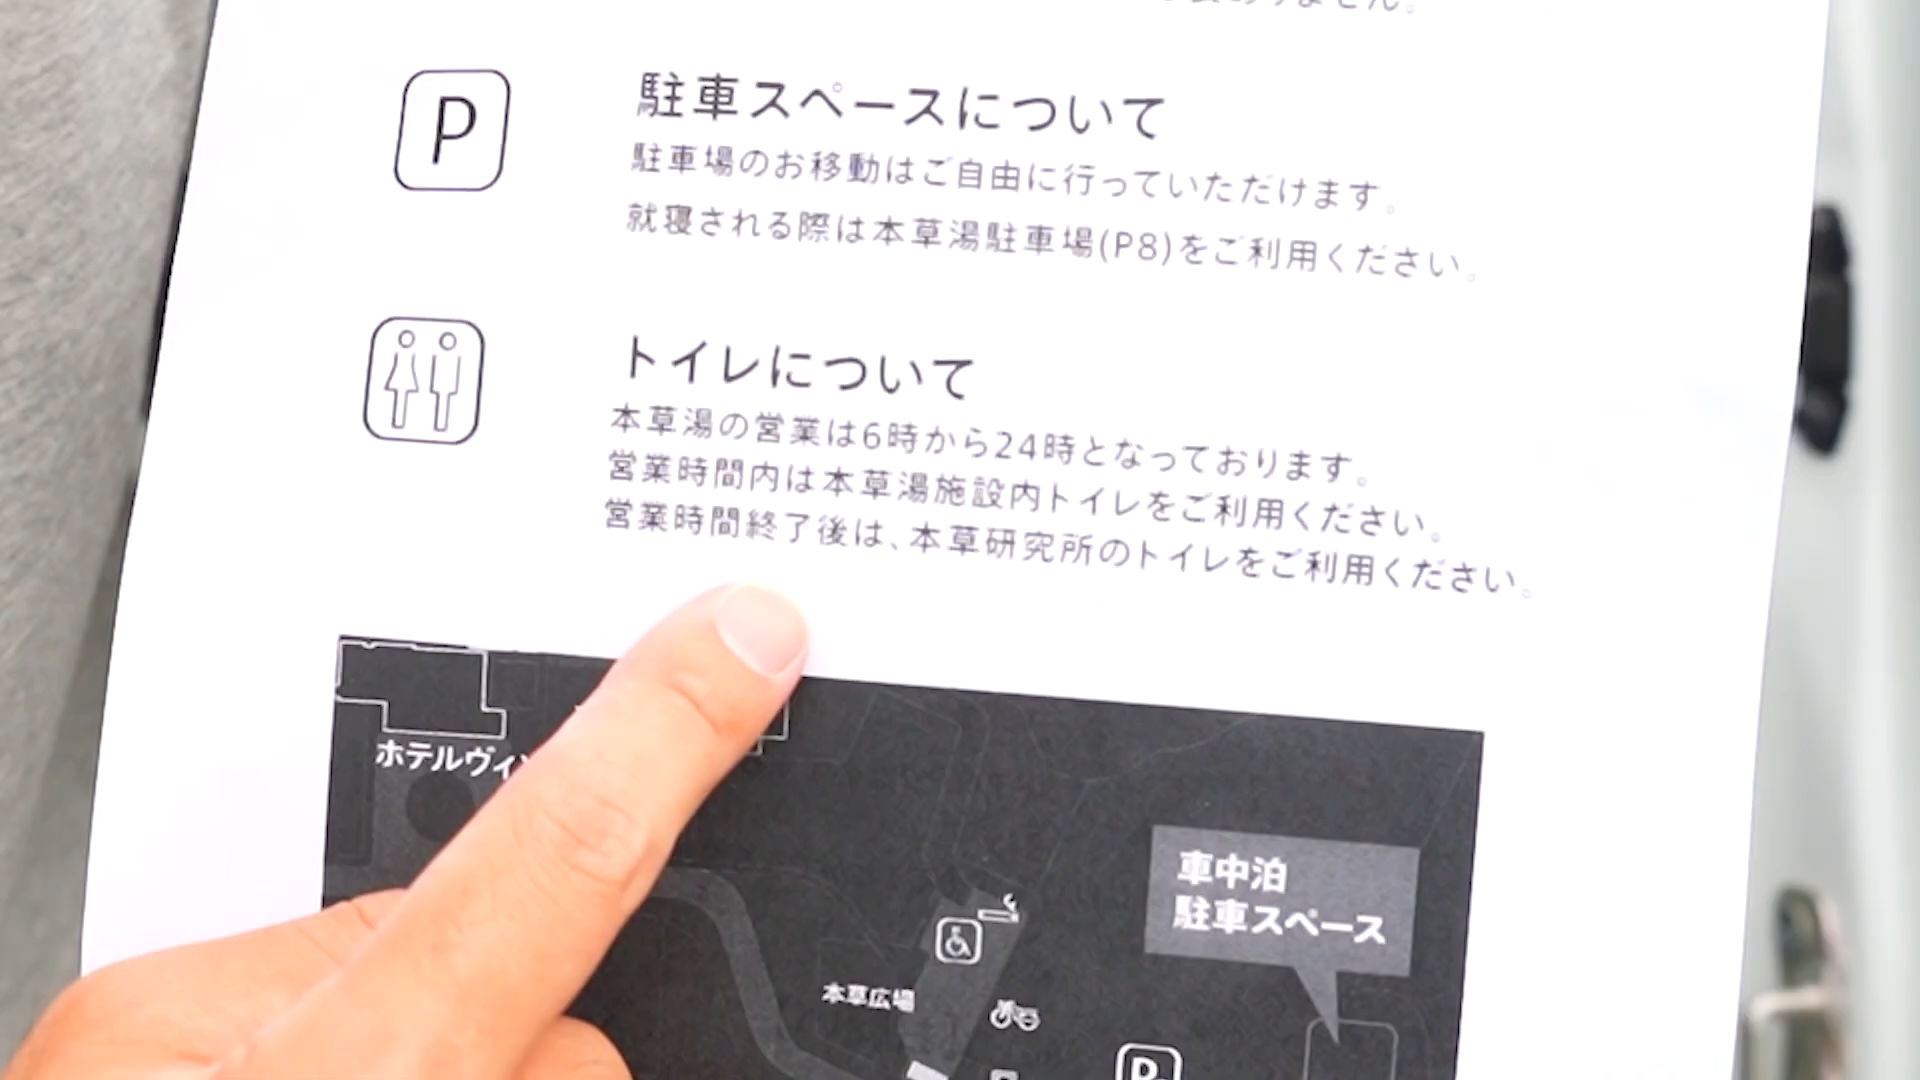 ません。
P
駐車スペースについて
駐車場のお移動はご自由に行っていただけます。
就寝される際は本草湯駐車場(P8)をご利用ください。
トイレについて
本草湯の営業は6時から24時となっております。
営業時間内は本草湯施設内トイレをご利用ください。
営業時間終了後は、本草研究所のトイレをご利用ください。
ホテルヴィ
車中泊
駐車スペース
本草広場
P